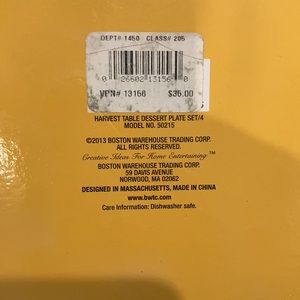 DEPT# 1450 CLASS# 205
0 26602 13156 0
VPN# 13156 $35.00
HARVEST TABLE DESSERT PLATE SET/4
MODEL NO. 50215
©2013 BOSTON WAREHOUSE TRADING CORP.
ALL RIGHTS RESERVED.
Creative Ideas For Home Entertaining™
BOSTON WAREHOUSE TRADING CORP.
59 DAVIS AVENUE
NORWOOD, MA 02062
DESIGNED IN MASSACHUSETTS, MADE IN CHINA
www.bwtc.com
Care Information: Dishwasher safe.